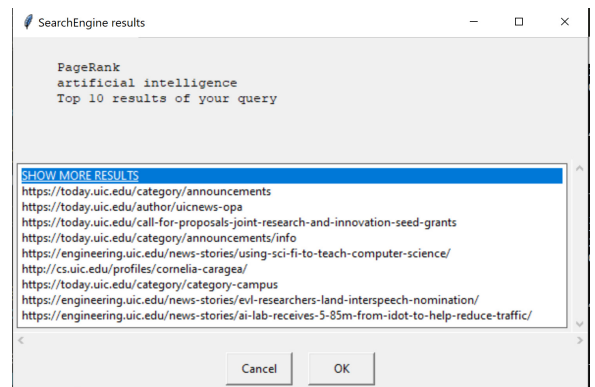 SearchEngine results
PageRank
artificial intelligence
Top 10 results of your query
SHOW MORE RESULTS
https://today.uic.edu/category/announcements
https://today.uic.edu/author/uicnews-opa
https://today.uic.edu/call-for-proposals-joint-research-and-innovation-seed-grants
https://today.uic.edu/category/announcements/info
https://engineering.uic.edu/news-stories/using-sci-fi-to-teach-computer-science/
http://cs.uic.edu/profiles/cornelia-caragea/
https://today.uic.edu/category/category-campus
https://engineering.uic.edu/news-stories/evl-researchers-land-interspeech-nomination/
https://engineering.uic.edu/news-stories/ai-lab-receives-5-85m-from-idot-to-help-reduce-traffic/
Cancel OK